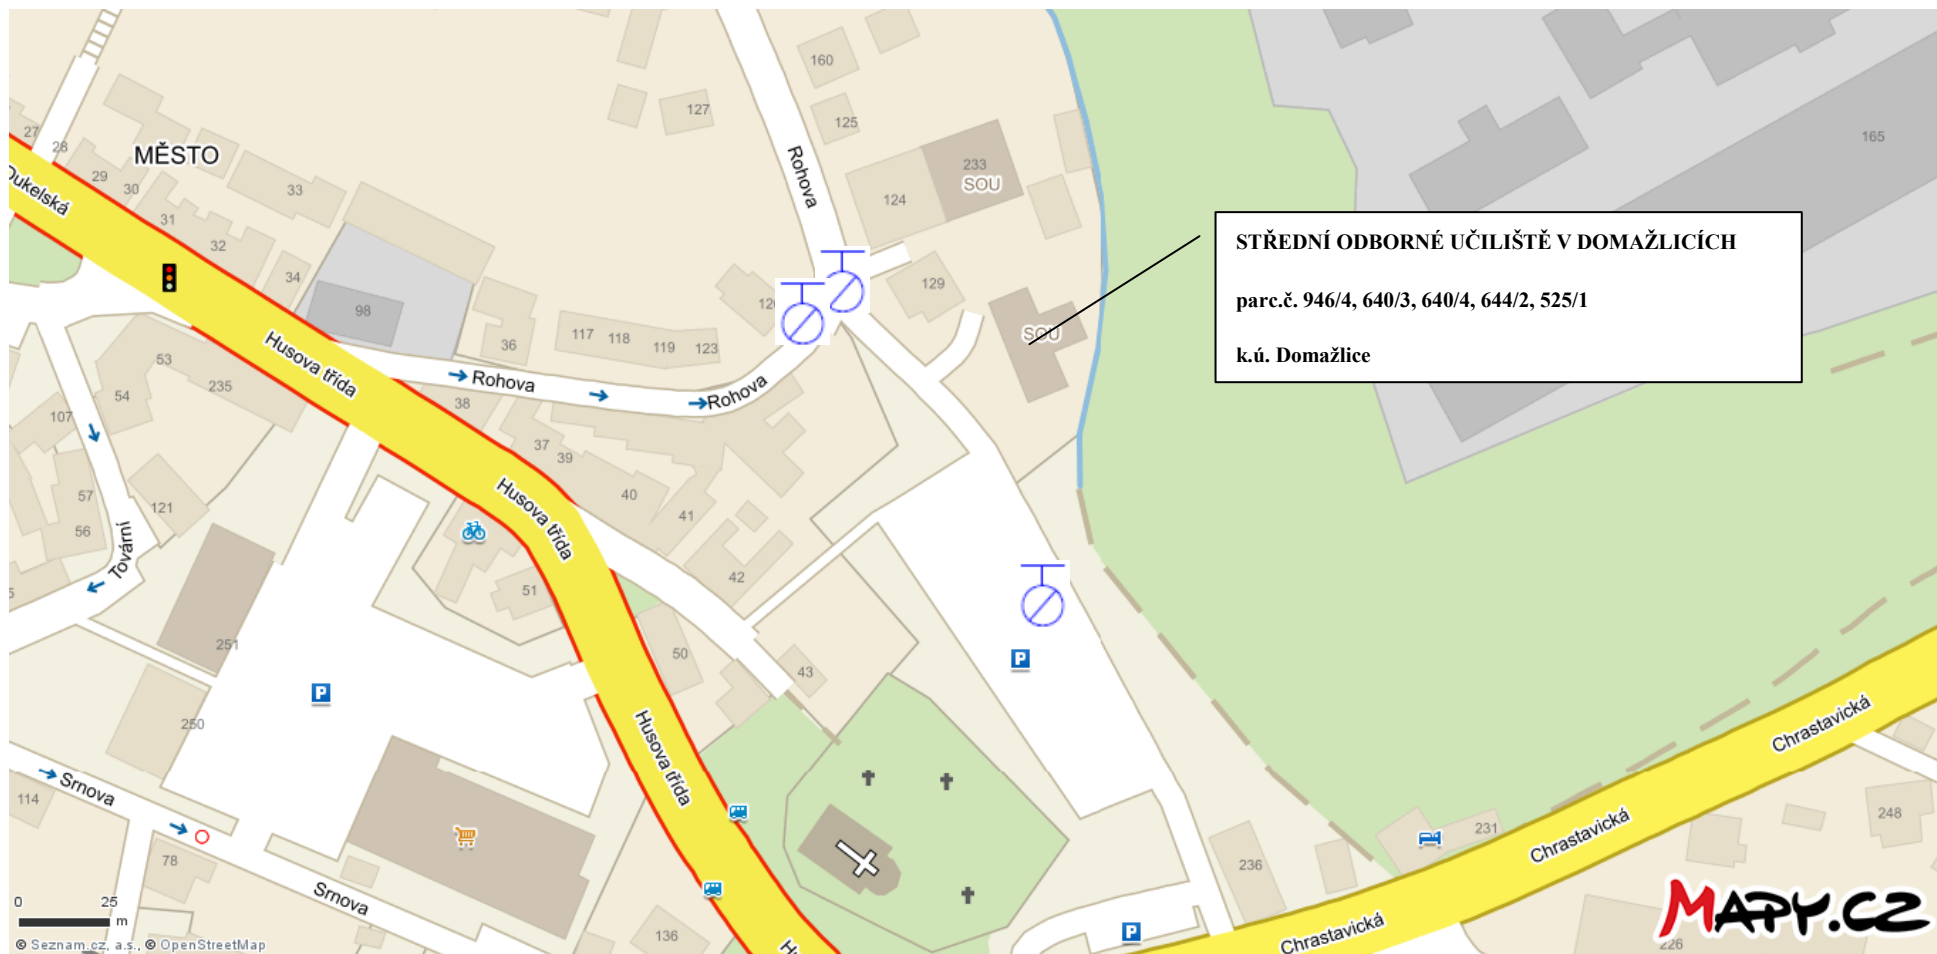 160
127
125
27
28
MĚSTO
165
Rohova
233
SOU
29
30
33
124
Dukelská
31
32
STŘEDNÍ ODBORNÉ UČILIŠTĚ V DOMAŽLICÍCH
parc.č. 946/4, 640/3, 640/4, 644/2, 525/1
k.ú. Domažlice
34
129
98
SOU
117
118
119
123
36
53
Husova třída
235
Rohova
Rohova
54
38
107
37
39
57
40
121
Husova třída
41
56
Tovární
42
51
251
50
P
43
P
250
Husova třída
Chrastavická
Srnova
114
248
231
Chrastavická
78
236
Srnova
0 25
m
136
P
Chrastavická
MAPY.CZ
226
© Seznam.cz, a.s., © OpenStreetMap